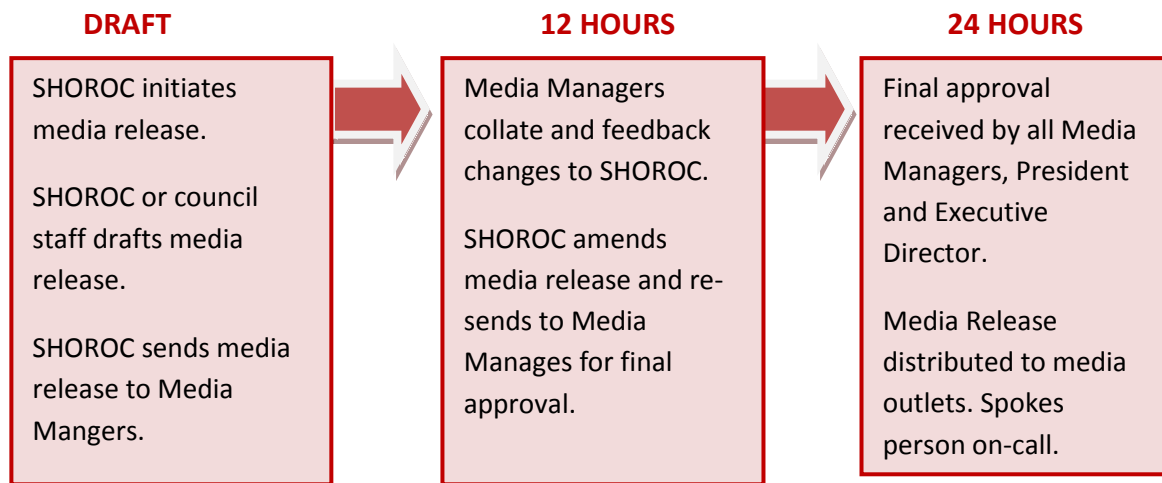 DRAFT
SHOROC initiates
media release.
SHOROC or council
staff drafts media
release.
SHOROC sends media
release to Media
Mangers.
12 HOURS
Media Managers
collate and feedback
changes to SHOROC.
SHOROC amends
media release and re-
sends to Media
Manages for final
approval.
24 HOURS
Final approval
received by all Media
Managers, President
and Executive
Director.
Media Release
distributed to media
outlets. Spokes
person on-call.